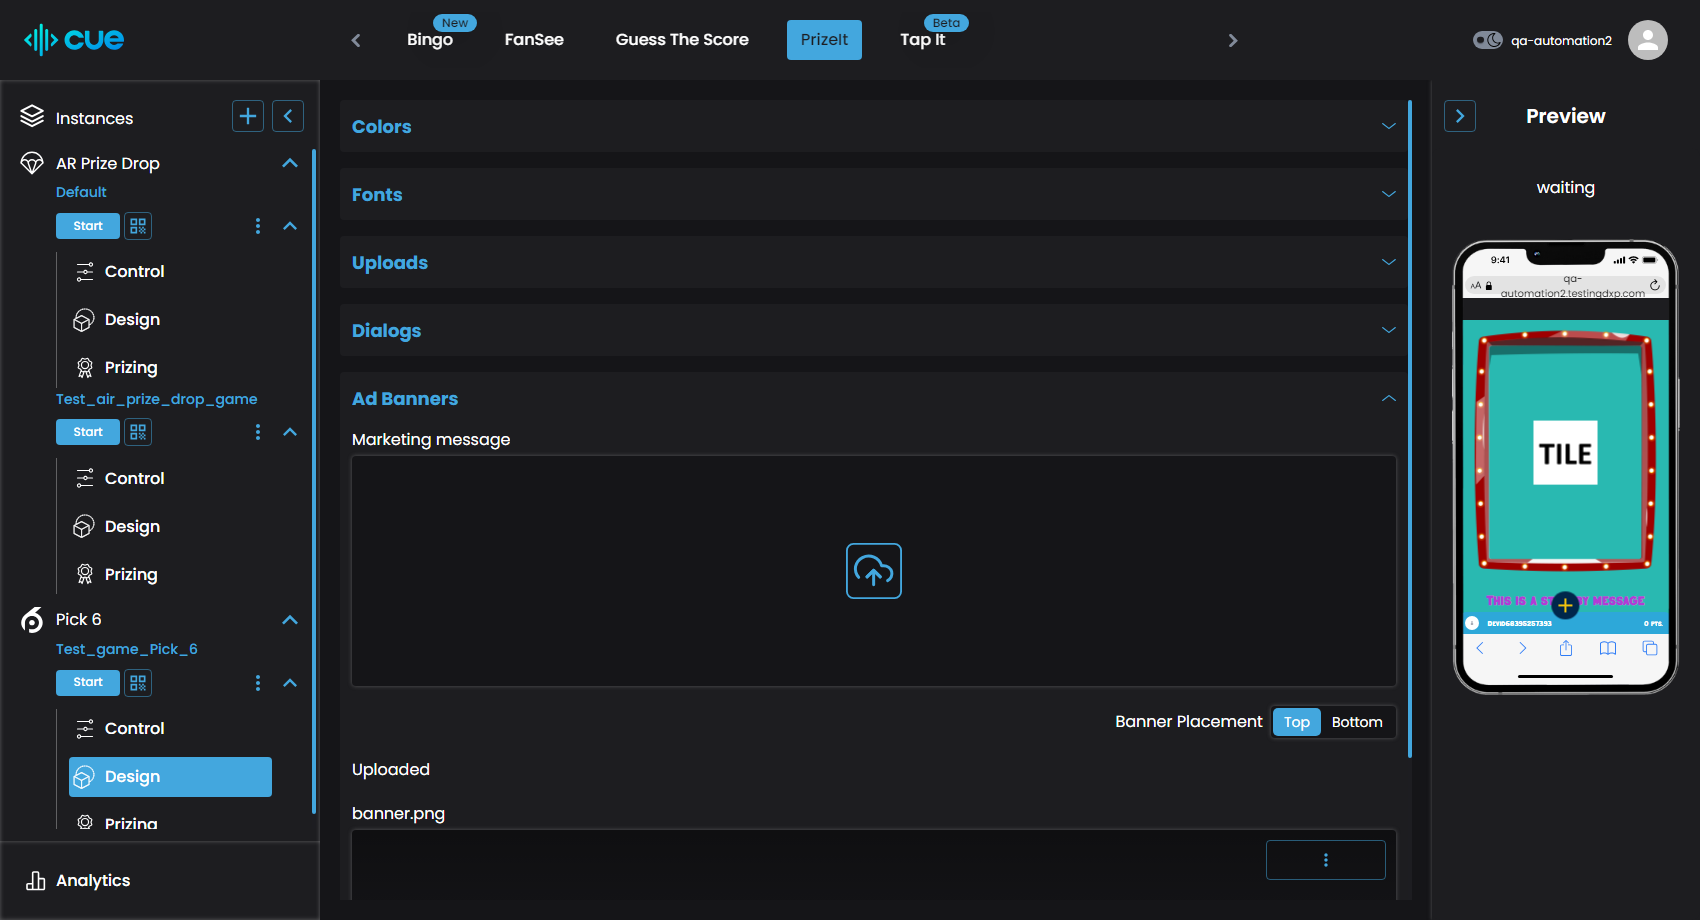 cue
Bingo
New
FanSee
Guess The Score
PrizeIt
Tap It
Beta
qa-automation2
Instances
AR Prize Drop
Default
Start
Control
Design
Prizing
Test_air_prize_drop_game
Start
Control
Design
Prizing
Pick 6
Test_game_Pick_6
Start
Control
Design
Prizing
Analytics
Colors
Fonts
Uploads
Dialogs
Ad Banners
Marketing message
Banner Placement Top Bottom
Uploaded
banner.png
Preview
waiting
9:41
AA
qa-
automation2.testingdxp.com
TILE
THIS IS A MESSAGE
0 PTS.